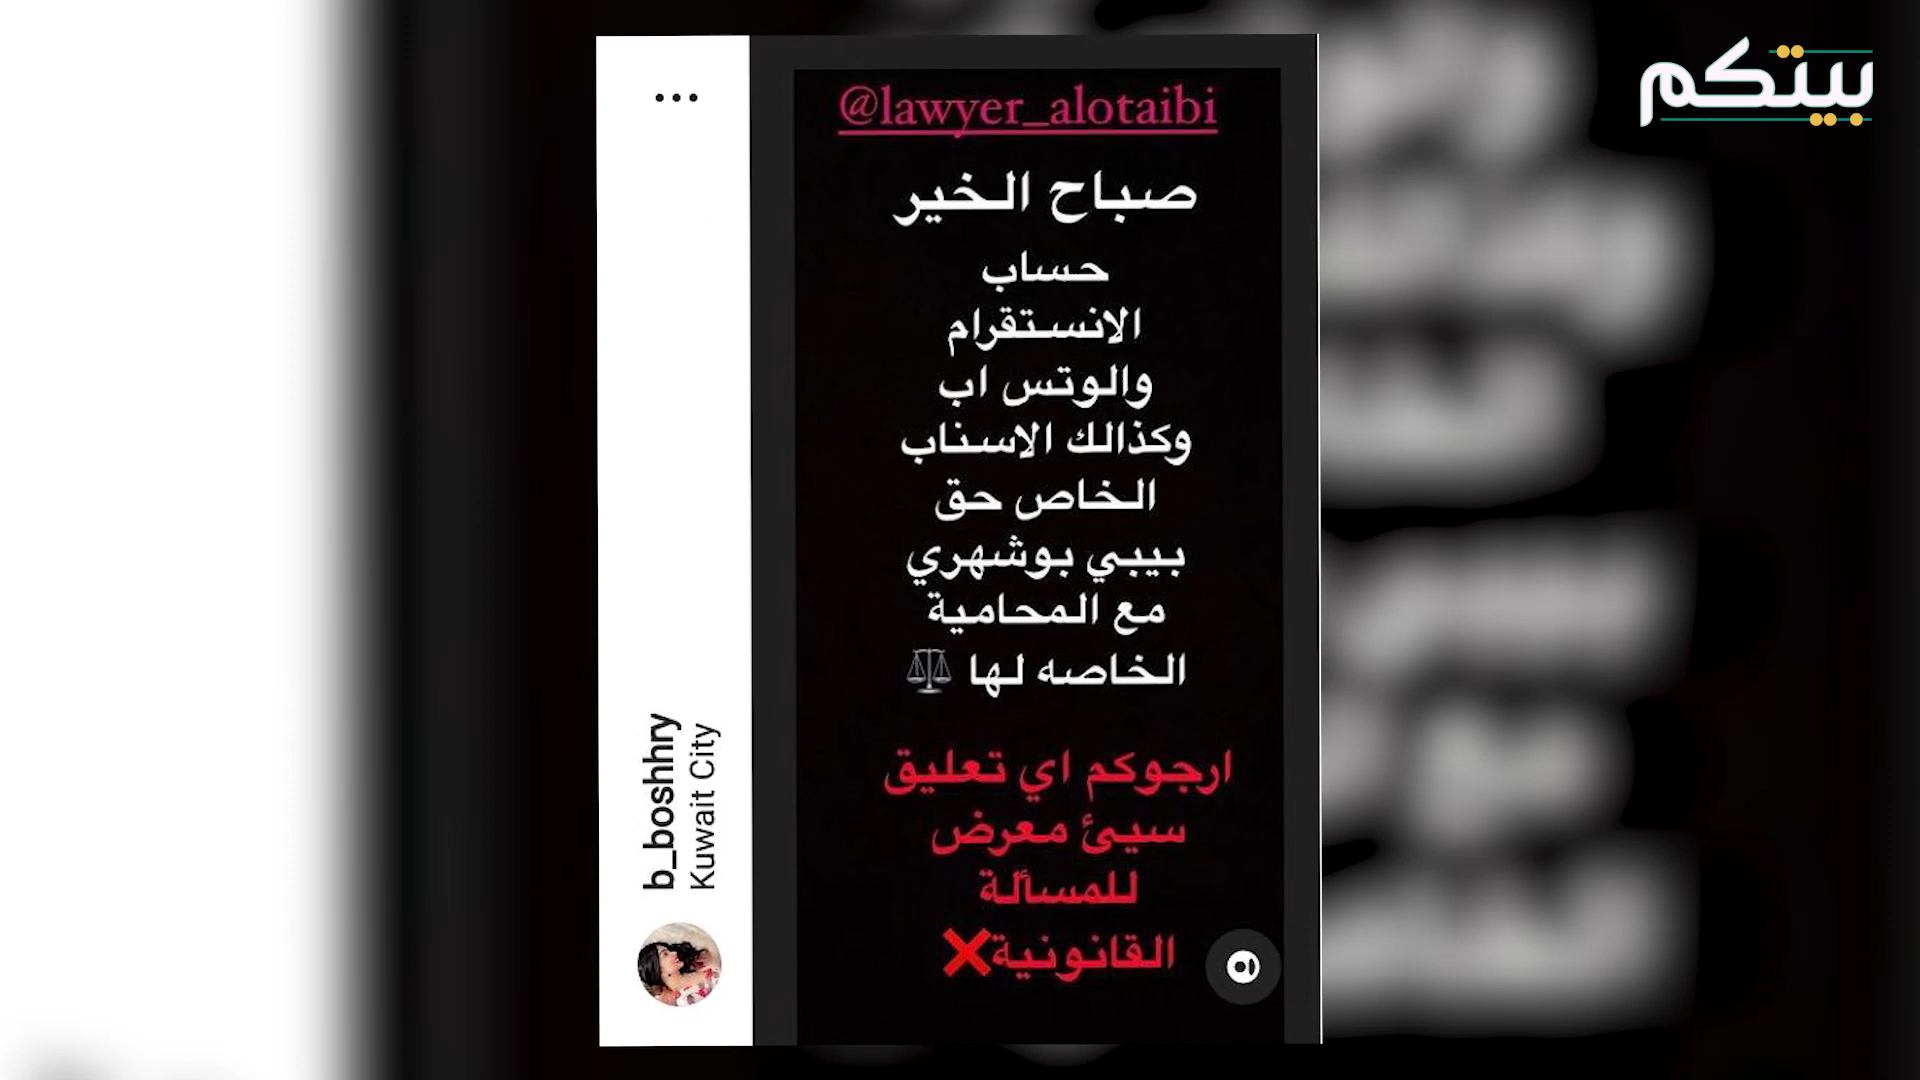 بيتكم
b_boshhry
Kuwait City
@lawyer_alotaibi
صباح الخير
حساب
الانستقرام
والوتس اب
وكذالك الاسناب
الخاص حق
بيبي بوشهري
مع المحامية
الخاصه لها ⚖
ارجوكم اي تعليق
سيئ معرض
للمسألة
القانونية❌